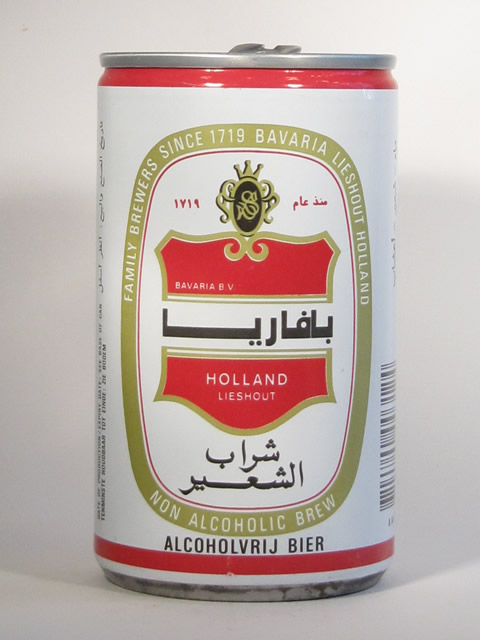 FAMILY BREWERS SINCE 1719 BAVARIA LIESHOUT HOLLAND
منذ عام ١٧١٩
BAVARIA B.V.
بافاريا
HOLLAND
LIESHOUT
شراب
الشعير
NON ALCOHOLIC BREW
ALCOHOLVRIJ BIER